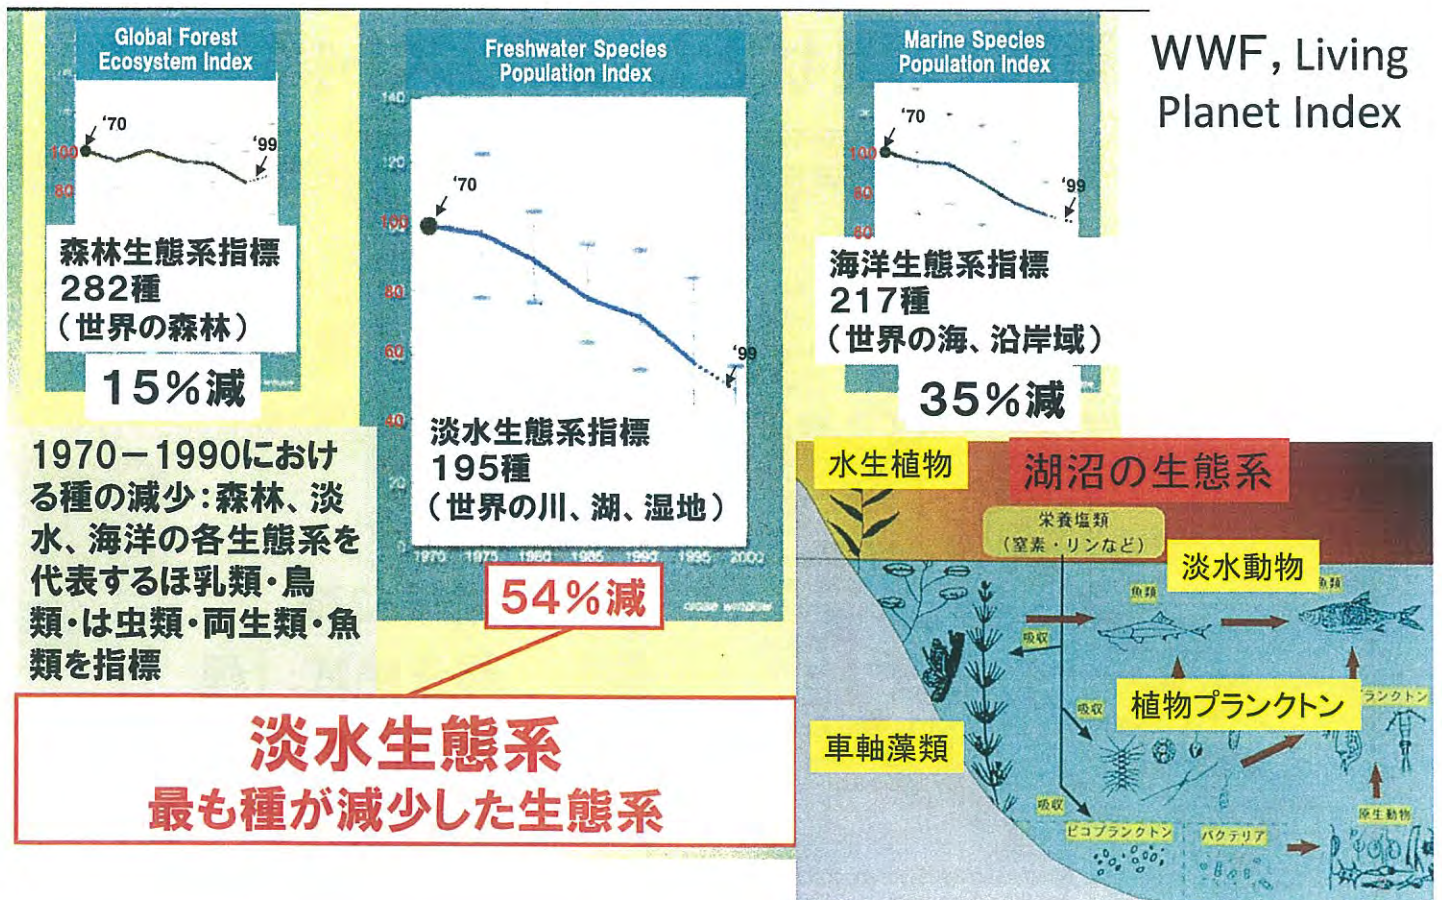 WWF, Living
Planet Index
Global Forest
Ecosystem Index
100
80
'70
'99
森林生態系指標
282種
(世界の森林)
15%減
Freshwater Species
Population Index
140
120
100
80
60
40
20
0
'70
'99
淡水生態系指標
195種
(世界の川、湖、湿地)
1970
1975
1980
1985
1990
1995
2000
54%減
close window
Marine Species
Population Index
100
80
60
'70
'99
海洋生態系指標
217種
(世界の海、沿岸域)
35%減
1970-1990におけ
る種の減少:森林、淡
水、海洋の各生態系を
代表するほ乳類・鳥
類・は虫類・両生類・魚
類を指標
淡水生態系
最も種が減少した生態系
水生植物
湖沼の生態系
栄養塩類
(窒素・リンなど)
淡水動物
魚類
魚類
吸収
植物プランクトン
ランクトン
吸収
車軸藻類
吸収
ピコプランクトン
バクテリア
原生動物